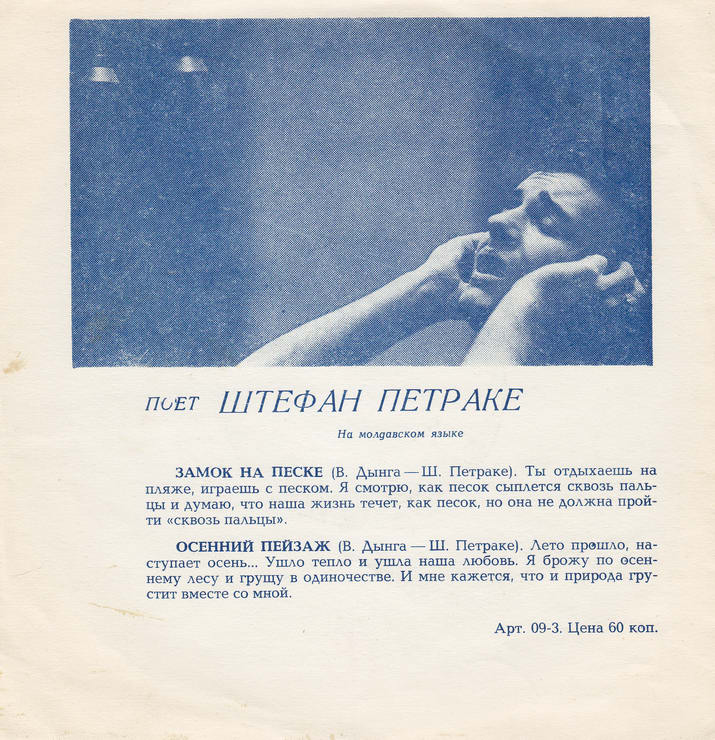 ПОЕТ ШТЕФАН ПЕТРАКЕ
На молдавском языке
ЗАМОК НА ПЕСКЕ (В. Дынга — Ш. Петраке). Ты отдыхаешь на
пляже, играешь с песком. Я смотрю, как песок сыплется сквозь паль-
цы и думаю, что наша жизнь течет, как песок, но она не должна прой-
ти «сквозь пальцы».
ОСЕННИЙ ПЕЙЗАЖ (В. Дынга — Ш. Петраке). Лето прошло, на-
ступает осень... Ушло тепло и ушла наша любовь. Я брожу по осен-
нему лесу и грущу в одиночестве. И мне кажется, что и природа гру-
стит вместе со мной.
Арт. 09-3. Цена 60 коп.